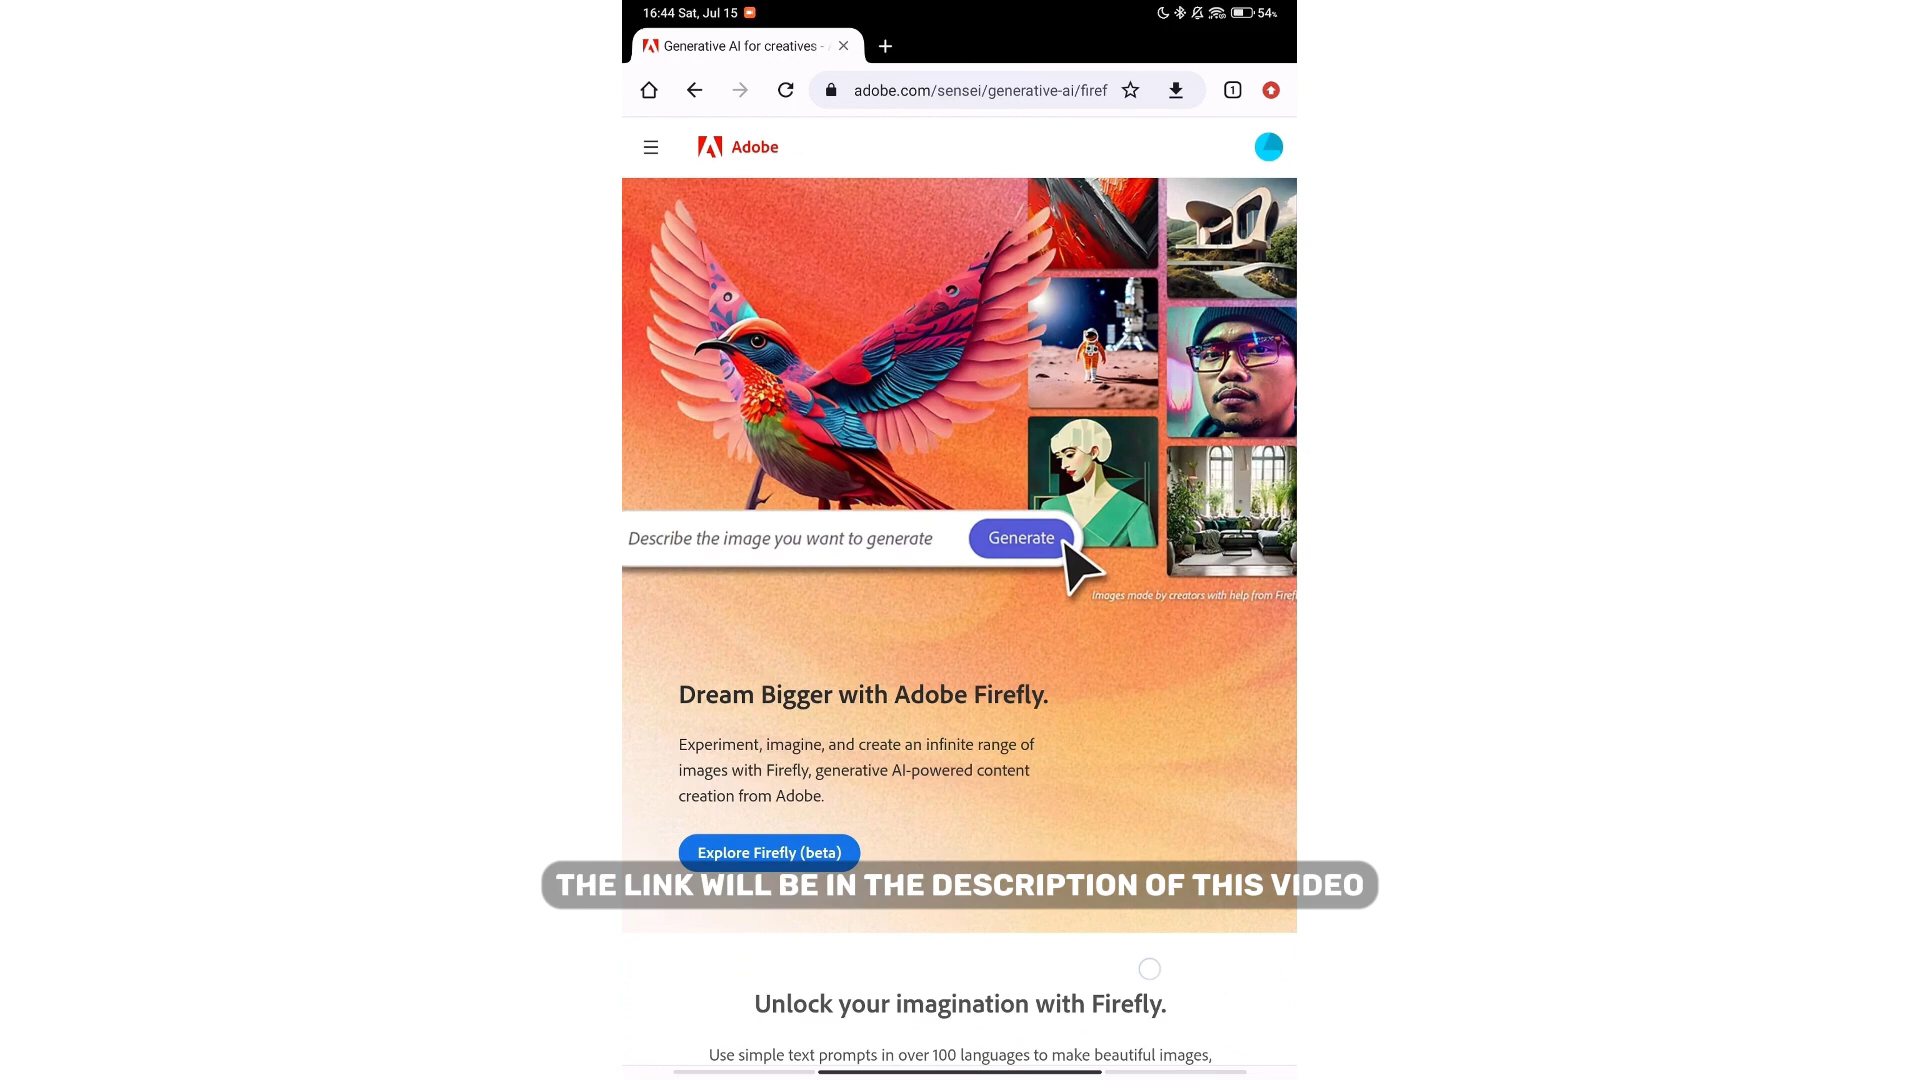 16:44 Sat, Jul 15
54%
Generative AI for creatives -
1
adobe.com/sensei/generative-ai/firef
Adobe
Describe the image you want to generate
Generate
Images made by creators with help from Firefl
Dream Bigger with Adobe Firefly.
Experiment, imagine, and create an infinite range of
images with Firefly, generative AI-powered content
creation from Adobe.
Explore Firefly (beta)
THE LINK WILL BE IN THE DESCRIPTION OF THIS VIDEO
Unlock your imagination with Firefly.
Use simple text prompts in over 100 languages to make beautiful images,